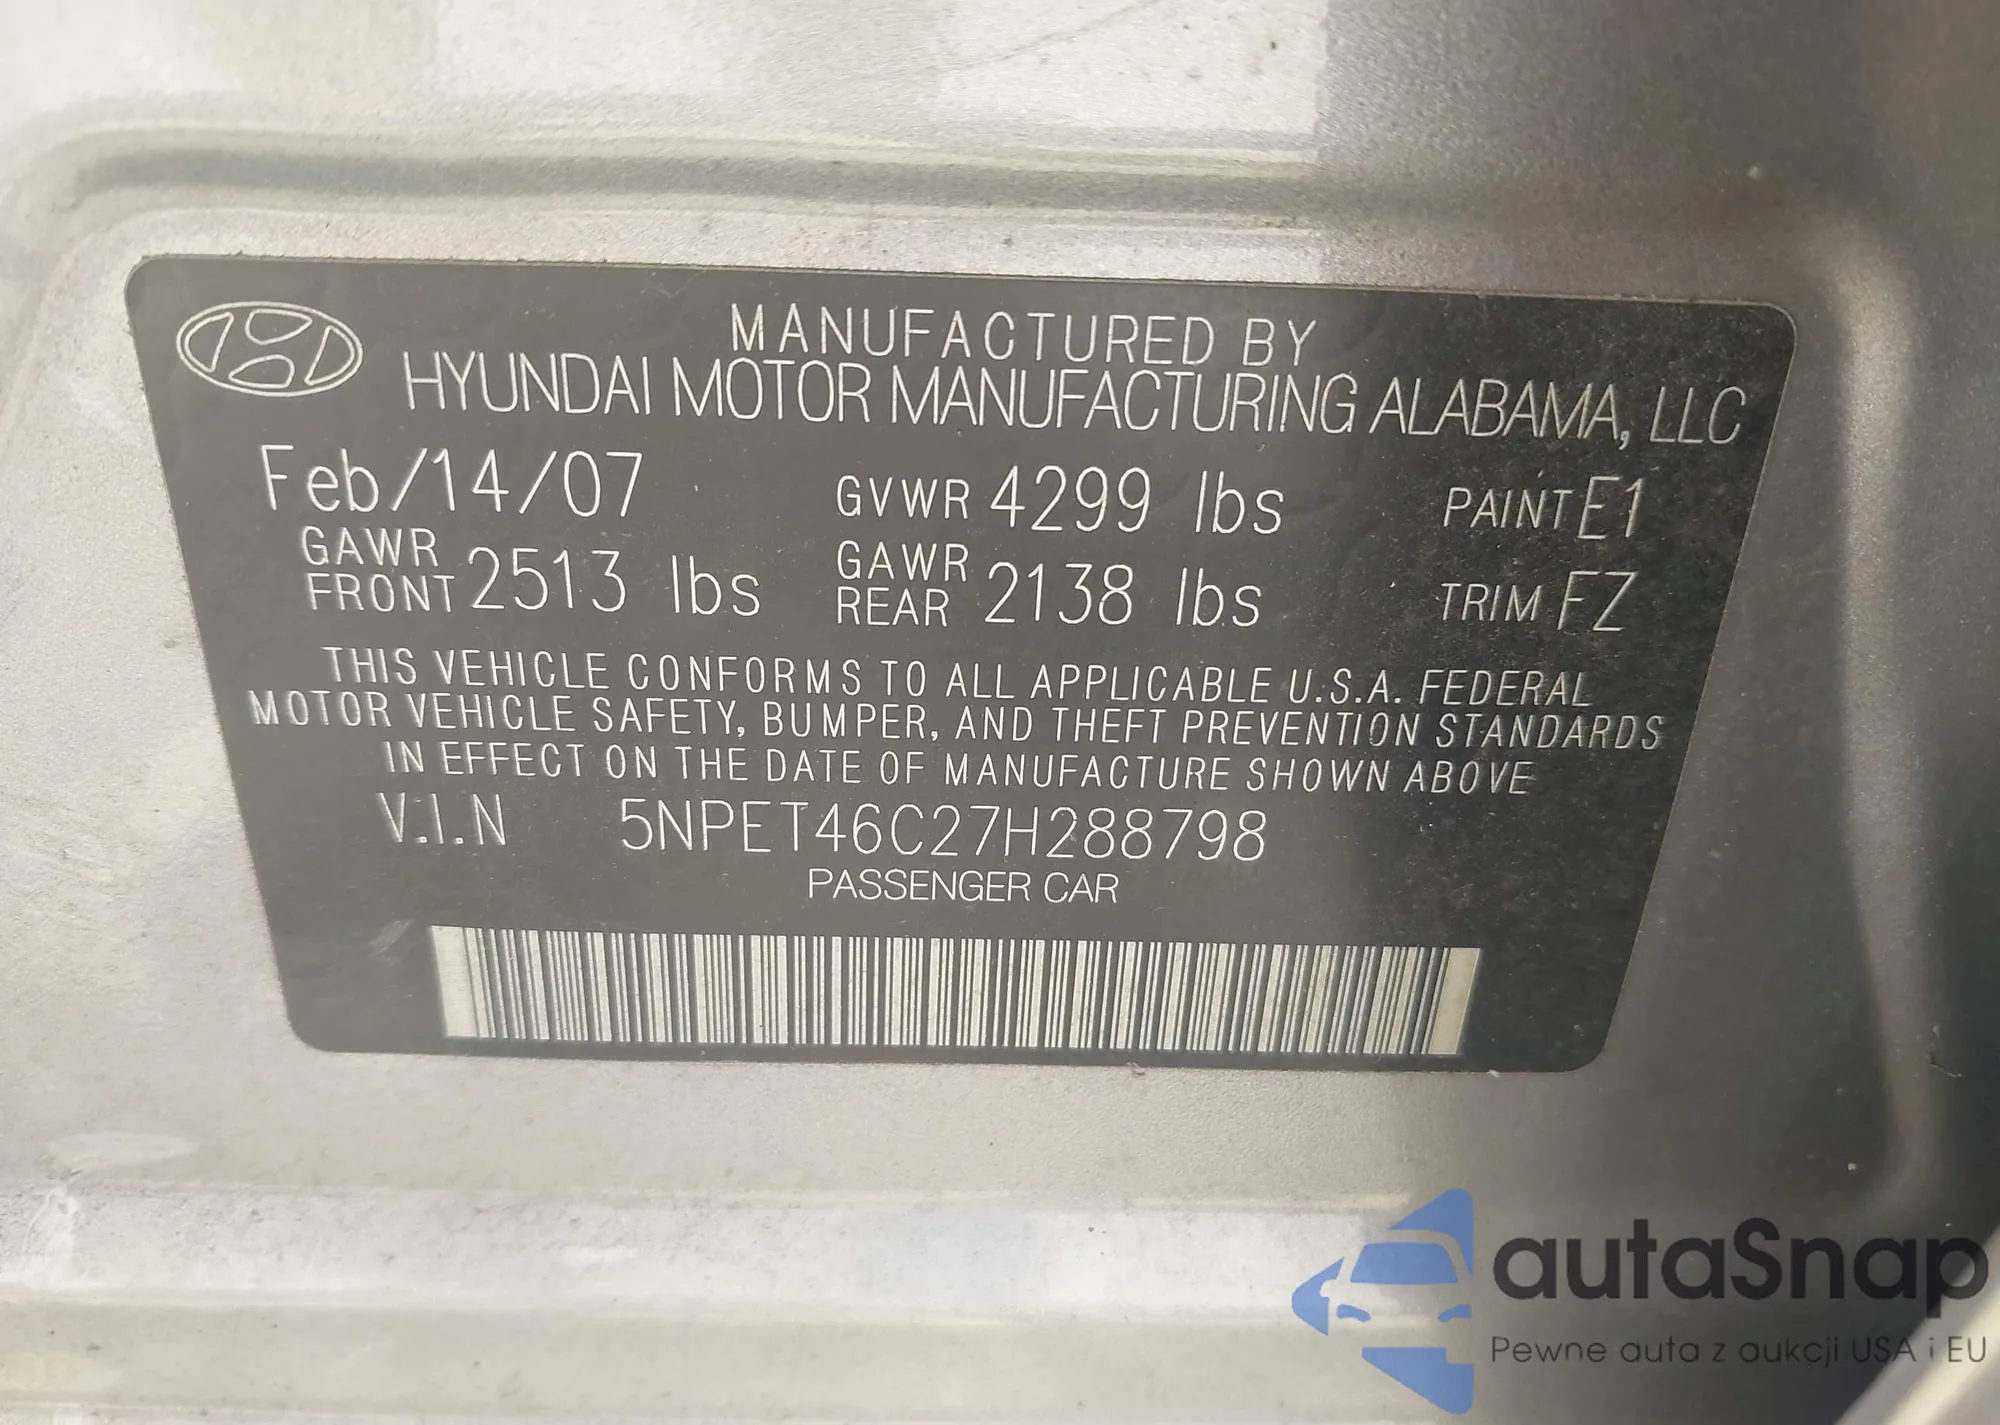 MANUFACTURED BY
HYUNDAI MOTOR MANUFACTURING ALABAMA, LLC
Feb/14/07 GVWR 4299 lbs PAINT E1
GAWR FRONT 2513 lbs GAWR REAR 2138 lbs TRIM FZ
THIS VEHICLE CONFORMS TO ALL APPLICABLE U.S.A. FEDERAL
MOTOR VEHICLE SAFETY, BUMPER, AND THEFT PREVENTION STANDARDS
IN EFFECT ON THE DATE OF MANUFACTURE SHOWN ABOVE
V.I.N 5NPET46C27H288798
PASSENGER CAR
autaSnap
Pewne auta z aukcji USA i EU